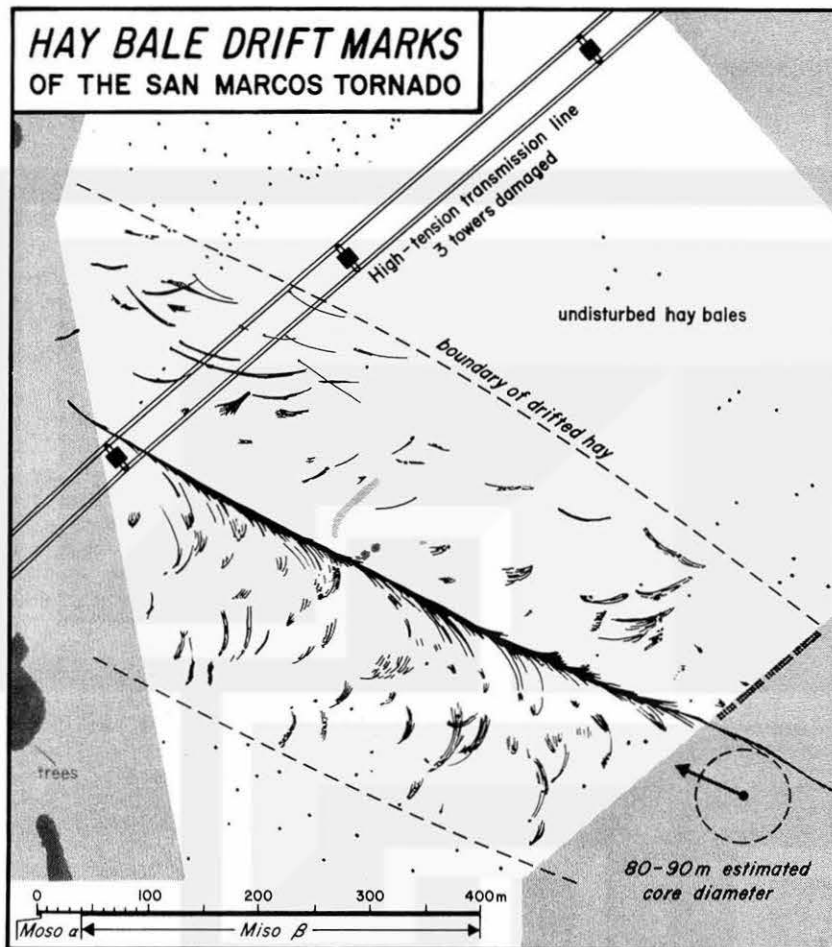 HAY BALE DRIFT MARKS
OF THE SAN MARCOS TORNADO
High-tension transmission line
3 towers damaged
undisturbed hay bales
boundary of drifted hay
trees
80-90m estimated
core diameter
0 100 200 300 400m
Moso α Miso β